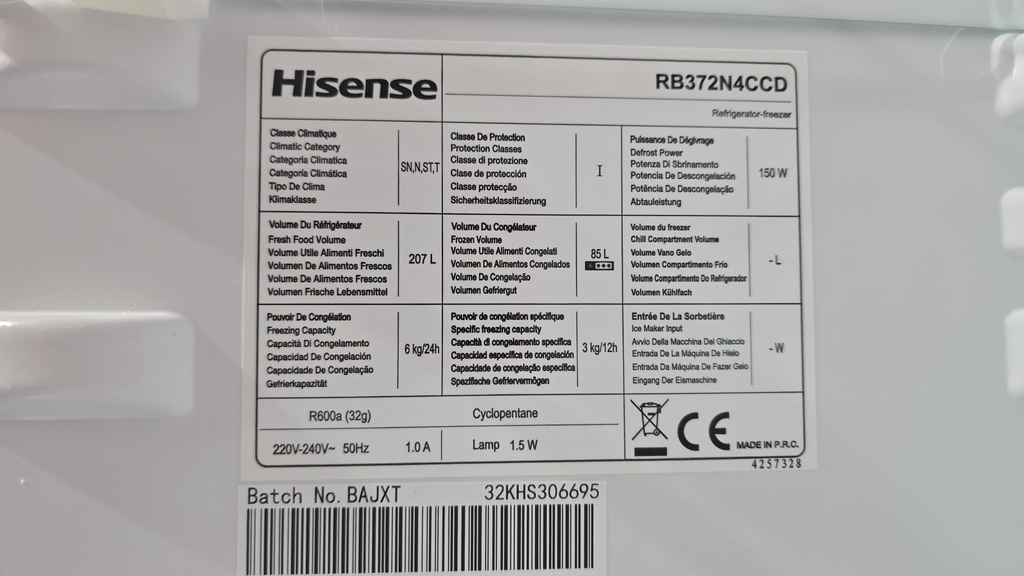 Hisense
RB372N4CCD
Refrigerator-freezer
Classe Climatique
Climatic Category
Categoria Climatica
Categoría Climática
Tipo De Clima
Klimaklasse
SN,N,ST,T
Classe De Protection
Protection Classes
Classe di protezione
Clase de protección
Classe protecção
Sicherheitsklassifizierung
I
Puissance De Dégivrage
Defrost Power
Potenza Di Sbrinamento
Potencia De Descongelación
Potência De Descongelação
Abtauleistung
150 W
Volume Du Réfrigérateur
Fresh Food Volume
Volume Utile Alimenti Freschi
Volumen De Alimentos Frescos
Volume De Alimentos Frescos
Volumen Frische Lebensmittel
207 L
Volume Du Congélateur
Frozen Volume
Volume Utile Alimenti Congelati
Volumen De Alimentos Congelados
Volume De Congelação
Volumen Gefriergut
85 L
Volume du freezer
Chill Compartment Volume
Volume Vano Gelo
Volumen Compartimento Frío
Volume Compartimento Do Refrigerador
Volumen Kühlfach
- L
Pouvoir De Congélation
Freezing Capacity
Capacità Di Congelamento
Capacidad De Congelación
Capacidade De Congelação
Gefrierkapazität
6 kg/24h
Pouvoir de congélation spécifique
Specific freezing capacity
Capacità di congelamento specifica
Capacidad específica de congelación
Capacidade de congelação específica
Spezifische Gefriervermögen
3 kg/12h
Entrée De La Sorbetière
Ice Maker Input
Avvio Della Macchina Del Ghiaccio
Entrada De La Máquina De Hielo
Entrada Da Máquina De Fazer Gelo
Eingang Der Eismaschine
- W
R600a (32g)
Cyclopentane
220V-240V~ 50Hz
1.0 A
Lamp 1.5 W
CE
MADE IN P.R.C.
4257328
Batch No. BAJXT
32KHS306695